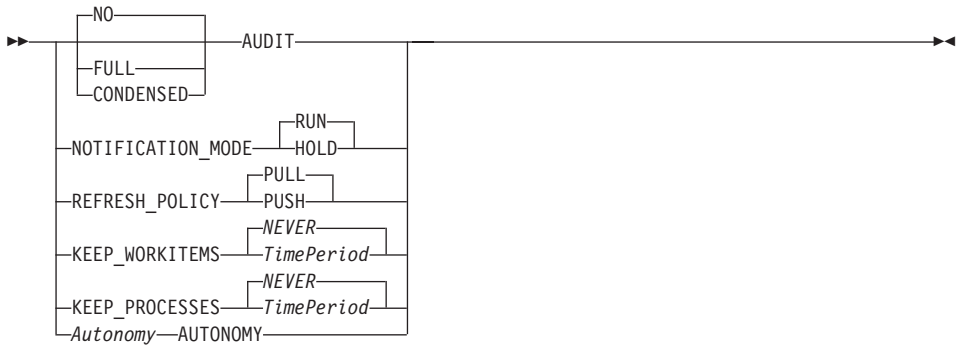 NO
AUDIT
FULL
CONDENSED
RUN
NOTIFICATION_MODE HOLD
PULL
REFRESH_POLICY PUSH
NEVER
KEEP_WORKITEMS TimePeriod
NEVER
KEEP_PROCESSES TimePeriod
Autonomy AUTONOMY